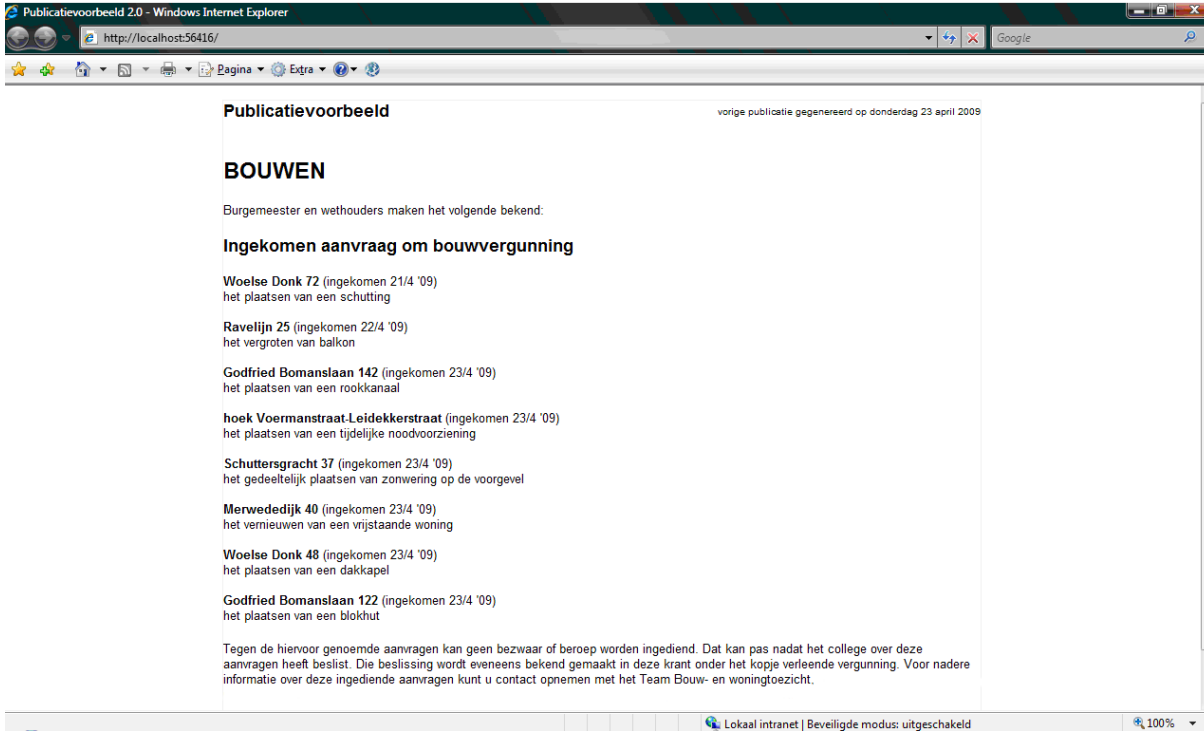 Publicatievoorbeeld 2.0 - Windows Internet Explorer
http://localhost:56416/
Google
Pagina
Extra
Publicatievoorbeeld
vorige publicatie gegenereerd op donderdag 23 april 2009
BOUWEN
Burgemeester en wethouders maken het volgende bekend:
Ingekomen aanvraag om bouwvergunning
Woelse Donk 72 (ingekomen 21/4 '09)
het plaatsen van een schutting
Ravelijn 25 (ingekomen 22/4 '09)
het vergroten van balkon
Godfried Bomanslaan 142 (ingekomen 23/4 '09)
het plaatsen van een rookkanaal
hoek Voermanstraat-Leidekkerstraat (ingekomen 23/4 '09)
het plaatsen van een tijdelijke noodvoorziening
Schuttersgracht 37 (ingekomen 23/4 '09)
het gedeeltelijk plaatsen van zonwering op de voorgevel
Merwededijk 40 (ingekomen 23/4 '09)
het vernieuwen van een vrijstaande woning
Woelse Donk 48 (ingekomen 23/4 '09)
het plaatsen van een dakkapel
Godfried Bomanslaan 122 (ingekomen 23/4 '09)
het plaatsen van een blokhut
Tegen de hiervoor genoemde aanvragen kan geen bezwaar of beroep worden ingediend. Dat kan pas nadat het college over deze
aanvragen heeft beslist. Die beslissing wordt eveneens bekend gemaakt in deze krant onder het kopje verleende vergunning. Voor nadere
informatie over deze ingediende aanvragen kunt u contact opnemen met het Team Bouw- en woningtoezicht.
Lokaal intranet | Beveiligde modus: uitgeschakeld
100%